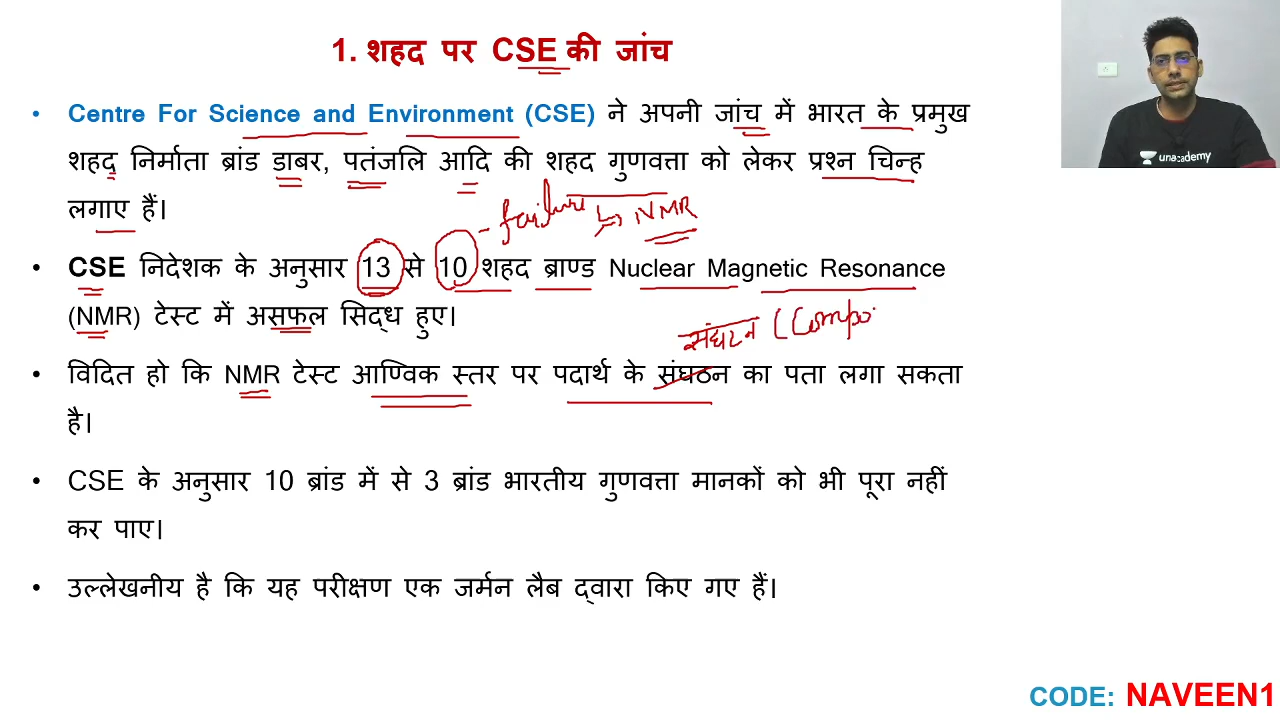 1. शहद पर CSE की जांच
• Centre For Science and Environment (CSE) ने अपनी जांच में भारत के प्रमुख
शहद निर्माता ब्रांड डाबर, पतंजलि आदि की शहद गुणवत्ता को लेकर प्रश्न चिन्ह
लगाए हैं।
- failure ↳ NMR
• CSE निदेशक के अनुसार 13 से 10 शहद ब्राण्ड Nuclear Magnetic Resonance
(NMR) टेस्ट में असफल सिद्ध हुए।
संघटन (Compo
• विदित हो कि NMR टेस्ट आण्विक स्तर पर पदार्थ के संघठन का पता लगा सकता
है।
• CSE के अनुसार 10 ब्रांड में से 3 ब्रांड भारतीय गुणवत्ता मानकों को भी पूरा नहीं
कर पाए।
• उल्लेखनीय है कि यह परीक्षण एक जर्मन लैब द्वारा किए गए हैं।
unacademy
CODE: NAVEEN1